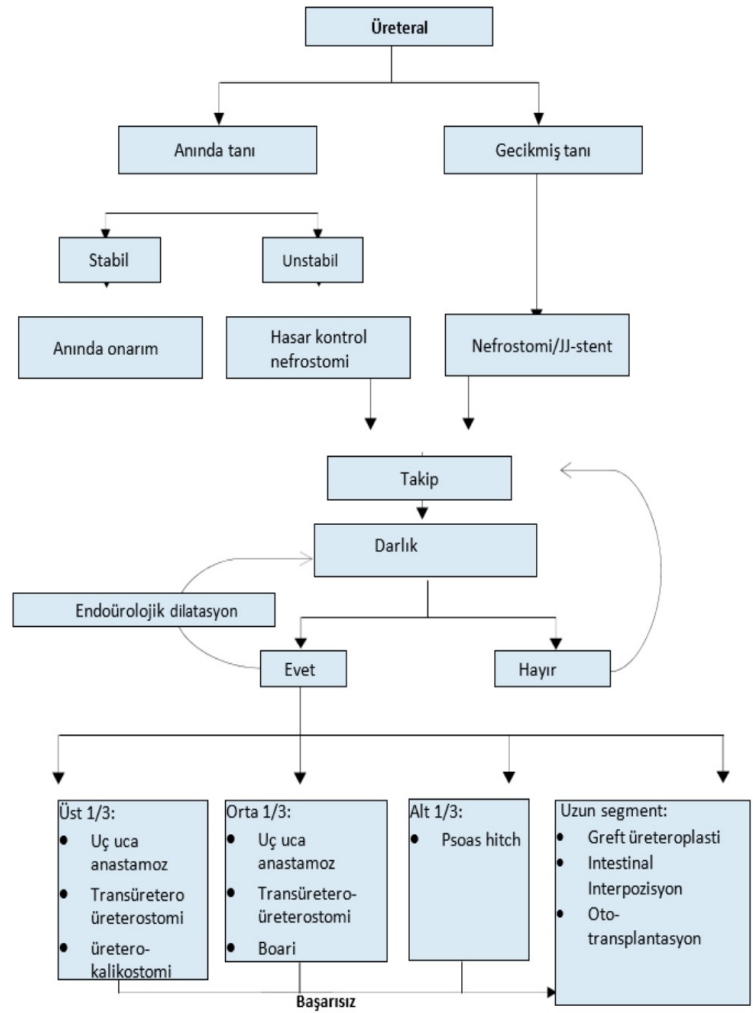 Üreteral
Anında tanı
Gecikmiş tanı
Stabil
Unstabil
Anında onarım
Hasar kontrol
nefrostomi
Nefrostomi/JJ-stent
Takip
Darlık
Endoürolojik dilatasyon
Evet
Hayır
Üst 1/3:
● Uç uca
anastamoz
● Transüretero
üreterostomi
● üretero-
kalikostomi
Orta 1/3:
● Uç uca
anastamoz
● Transüretero-
üreterostomi
● Boari
Alt 1/3:
● Psoas hitch
Uzun segment:
● Greft üreteroplasti
● Intestinal
Interpozisyon
● Oto-
transplantasyon
Başarısız